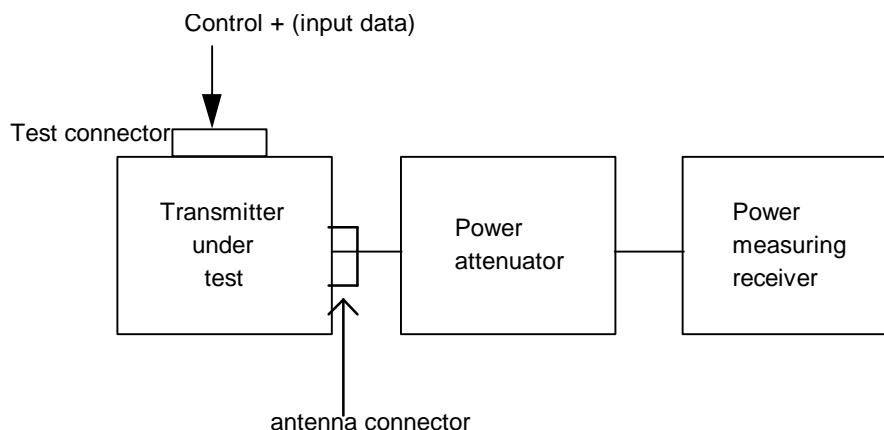 Control + (input data)
Test connector
Transmitter
under
test
Power
attenuator
Power
measuring
receiver
antenna connector